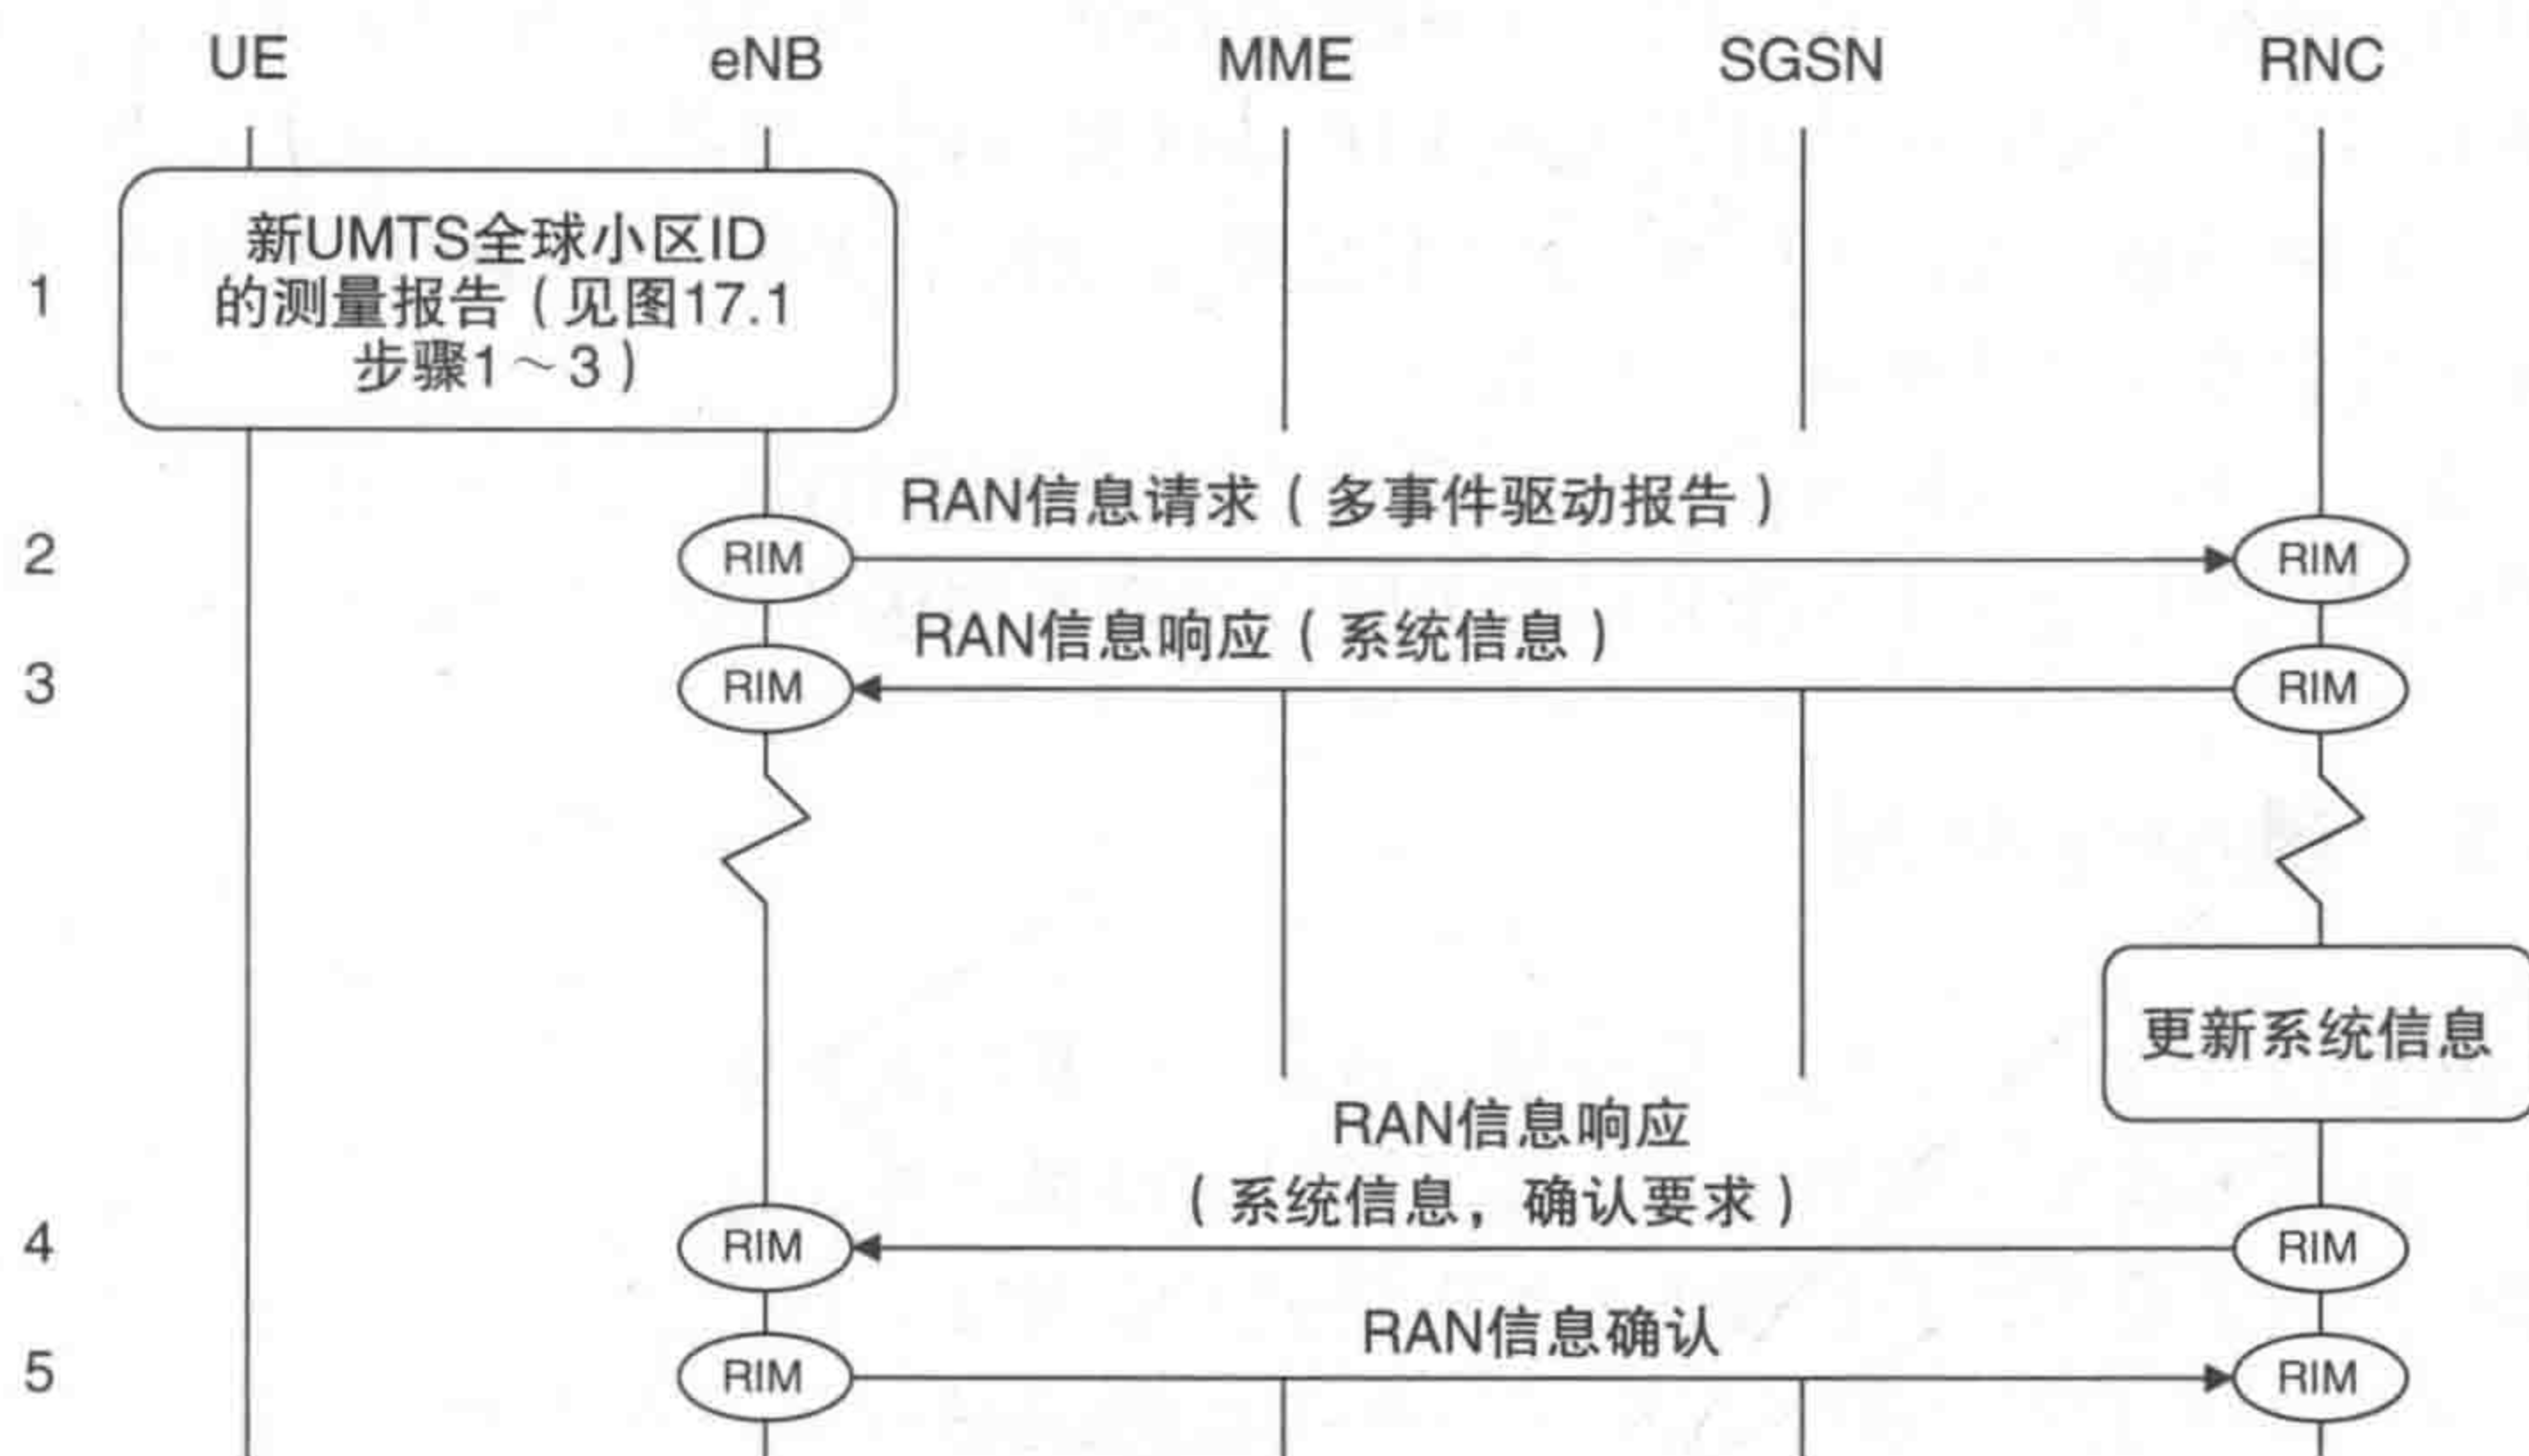 UE eNB MME SGSN RNC
新UMTS全球小区ID
1 的测量报告（见图17.1
步骤1～3）
RAN信息请求（多事件驱动报告）
2 RIM RIM
RAN信息响应（系统信息）
3 RIM RIM
更新系统信息
RAN信息响应
（系统信息，确认要求）
4 RIM RIM
RAN信息确认
5 RIM RIM